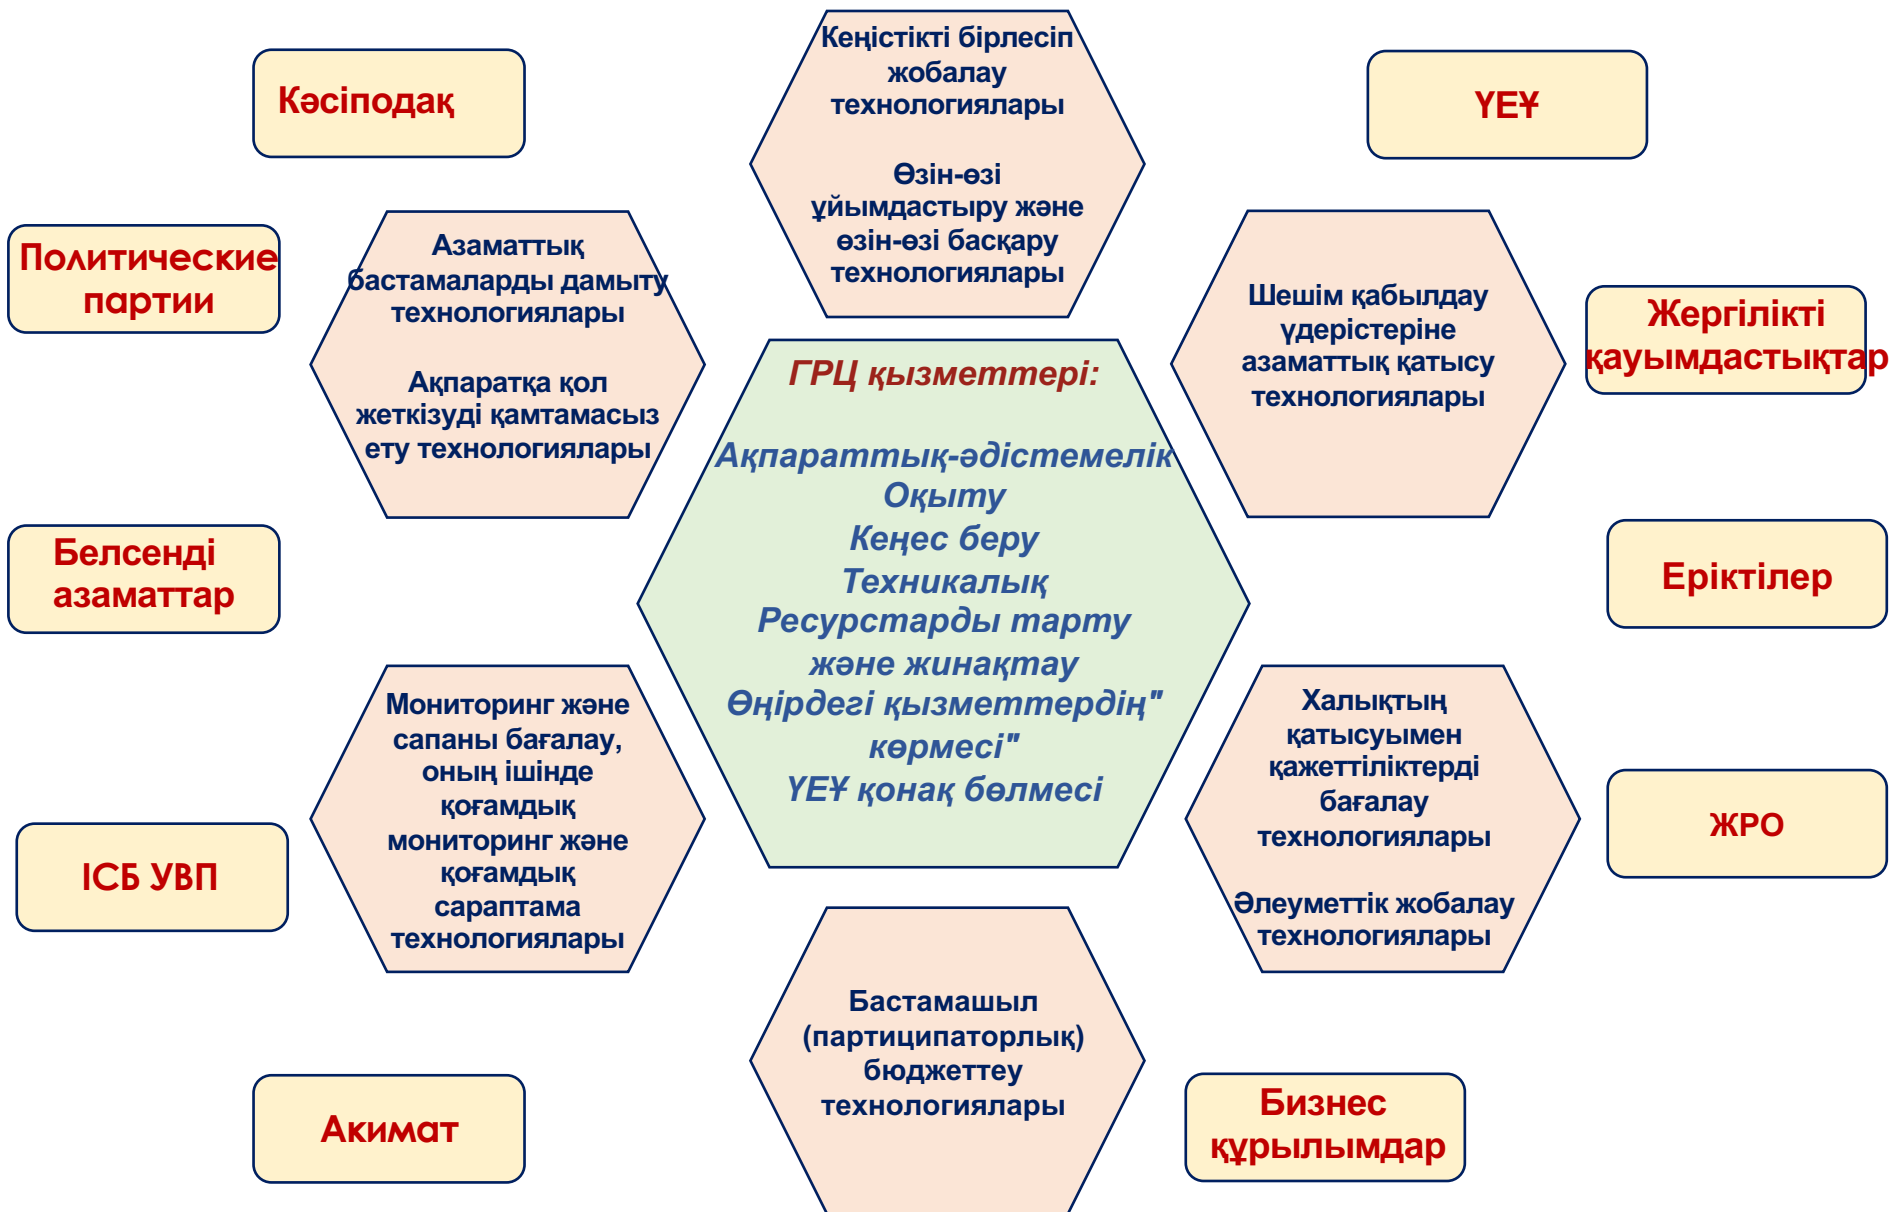 Кеңістікті бірлесіп
жобалау
технологиялары
Өзін-өзі
ұйымдастыру және
өзін-өзі басқару
технологиялары
Кәсіподақ
ҮЕҰ
Политические
партии
Азаматтық
бастамаларды дамыту
технологиялары
Ақпаратқа қол
жеткізуді қамтамасыз
ету технологиялары
Шешім қабылдау
үдерістеріне
азаматтық қатысу
технологиялары
Жергілікті
қауымдастықтар
ГРЦ қызметтері:
Ақпараттық-әдістемелік
Оқыту
Кеңес беру
Техникалық
Ресурстарды тарту
және жинақтау
Өңірдегі қызметтердің"
көрмесі"
ҮЕҰ қонақ бөлмесі
Белсенді
азаматтар
Еріктілер
Мониторинг және
сапаны бағалау,
оның ішінде
қоғамдық
мониторинг және
қоғамдық
сараптама
технологиялары
Халықтың
қатысуымен
қажеттіліктерді
бағалау
технологиялары
Әлеуметтік жобалау
технологиялары
ІСБ УВП
ЖРО
Бастамашыл
(партиципаторлық)
бюджеттеу
технологиялары
Акимат
Бизнес
құрылымдар